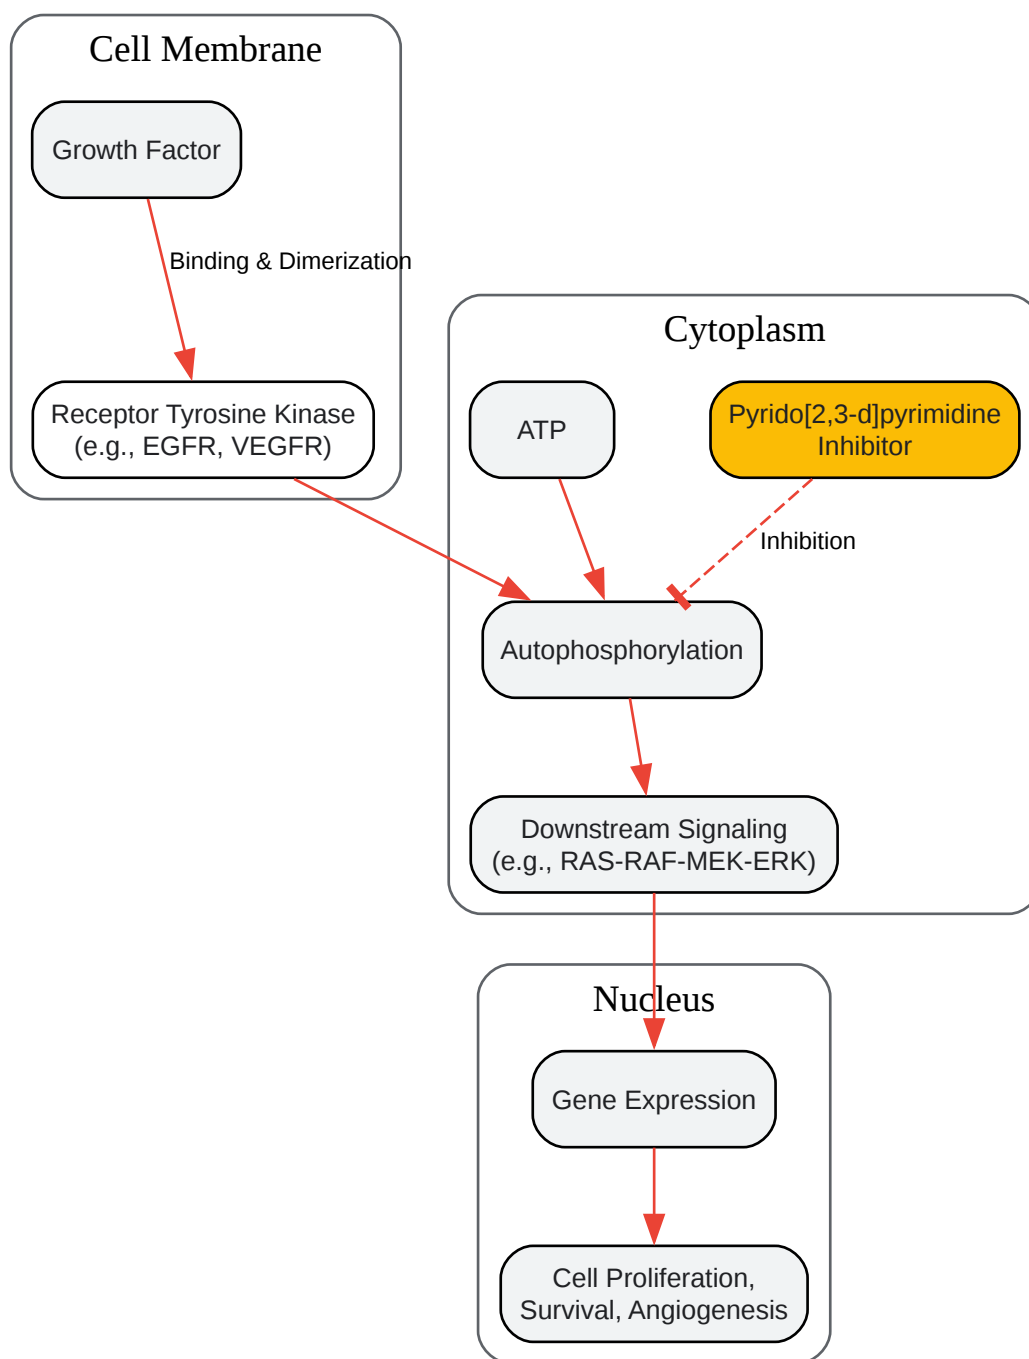 Cell Membrane
Growth Factor
Binding & Dimerization
Receptor Tyrosine Kinase
(e.g., EGFR, VEGFR)
Cytoplasm
ATP
Pyrido[2,3-d]pyrimidine
Inhibitor
Inhibition
Autophosphorylation
Downstream Signaling
(e.g., RAS-RAF-MEK-ERK)
Nucleus
Gene Expression
Cell Proliferation,
Survival, Angiogenesis